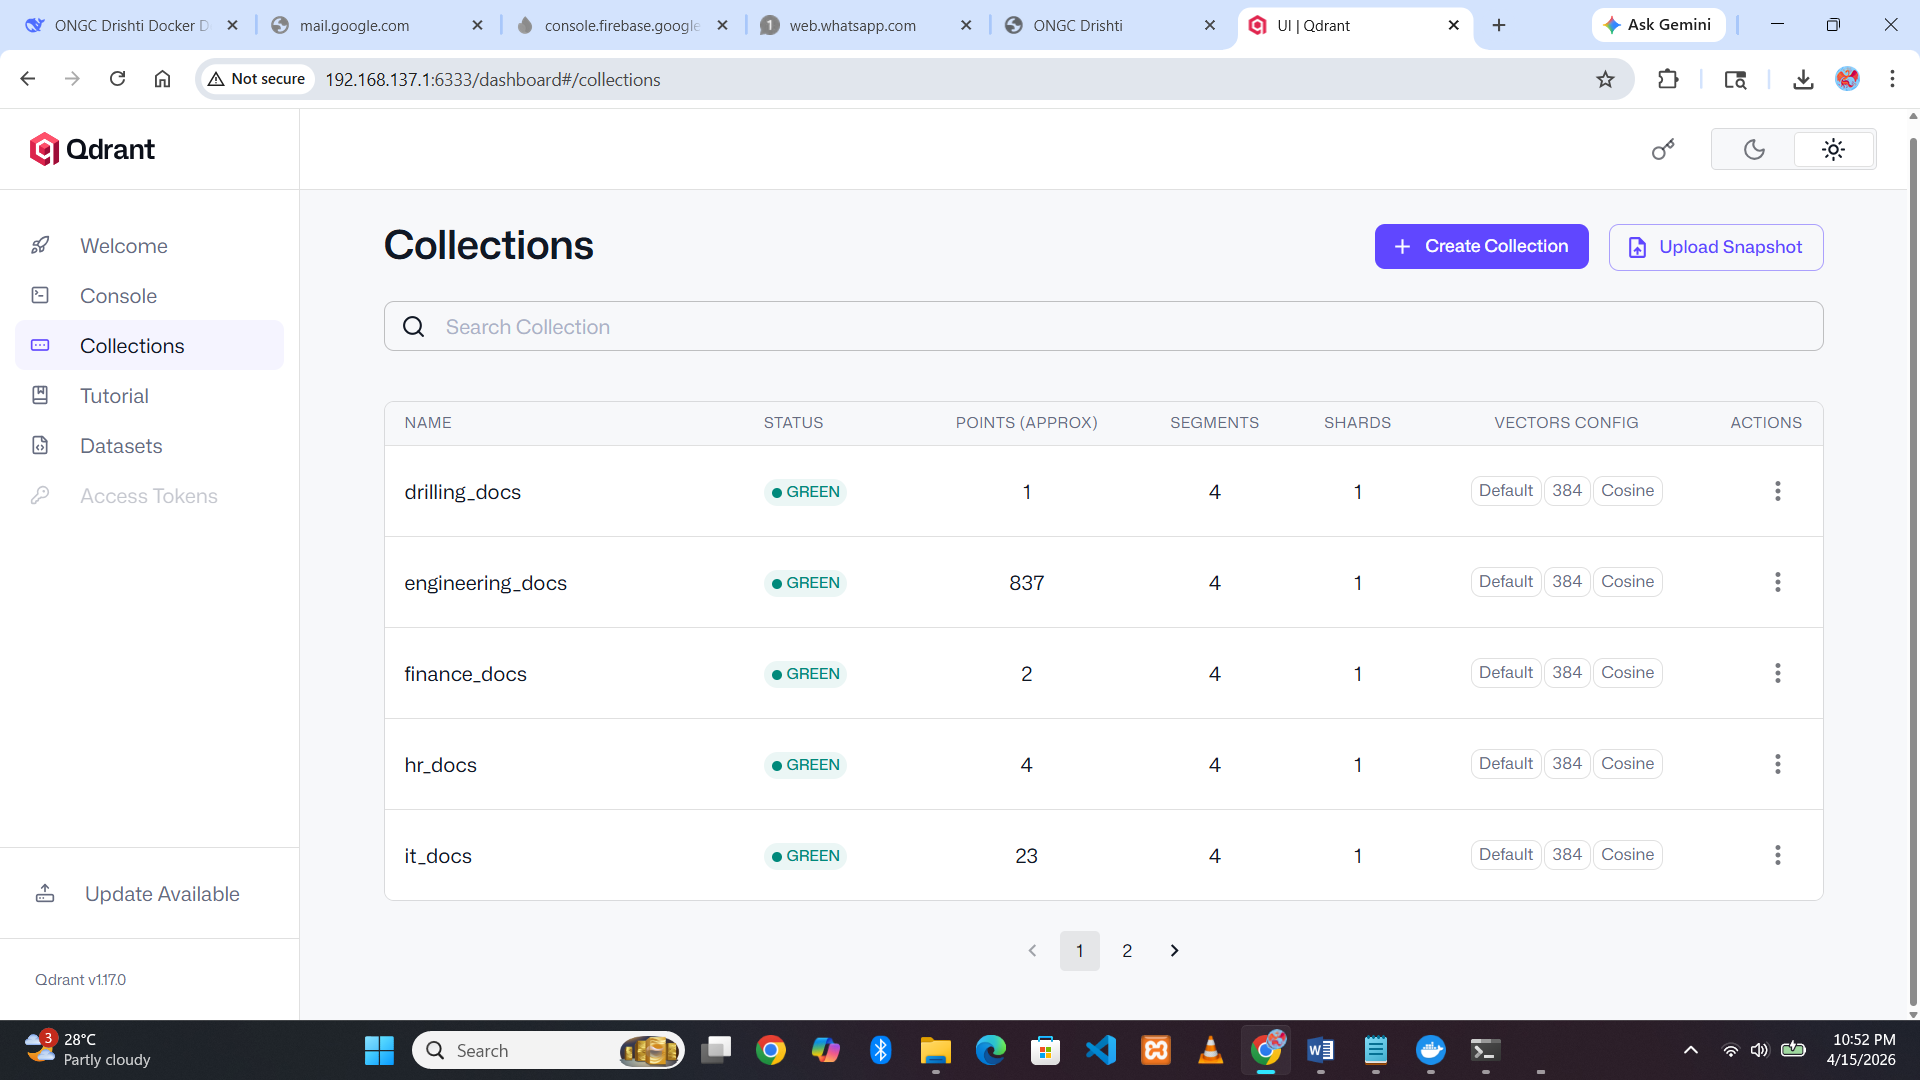 ONGC Drishti Docker D
mail.google.com
console.firebase.google
1
web.whatsapp.com
ONGC Drishti
UI | Qdrant
Ask Gemini
Not secure
192.168.137.1:6333/dashboard#/collections
Qdrant
Welcome
Console
Collections
Tutorial
Datasets
Access Tokens
Update Available
Qdrant v1.17.0
Collections
Create Collection
Upload Snapshot
Search Collection
NAME STATUS POINTS (APPROX) SEGMENTS SHARDS VECTORS CONFIG ACTIONS
drilling_docs GREEN 1 4 1 Default 384 Cosine
engineering_docs GREEN 837 4 1 Default 384 Cosine
finance_docs GREEN 2 4 1 Default 384 Cosine
hr_docs GREEN 4 4 1 Default 384 Cosine
it_docs GREEN 23 4 1 Default 384 Cosine
1 2
3
28°C
Partly cloudy
Search
10:52 PM
4/15/2026